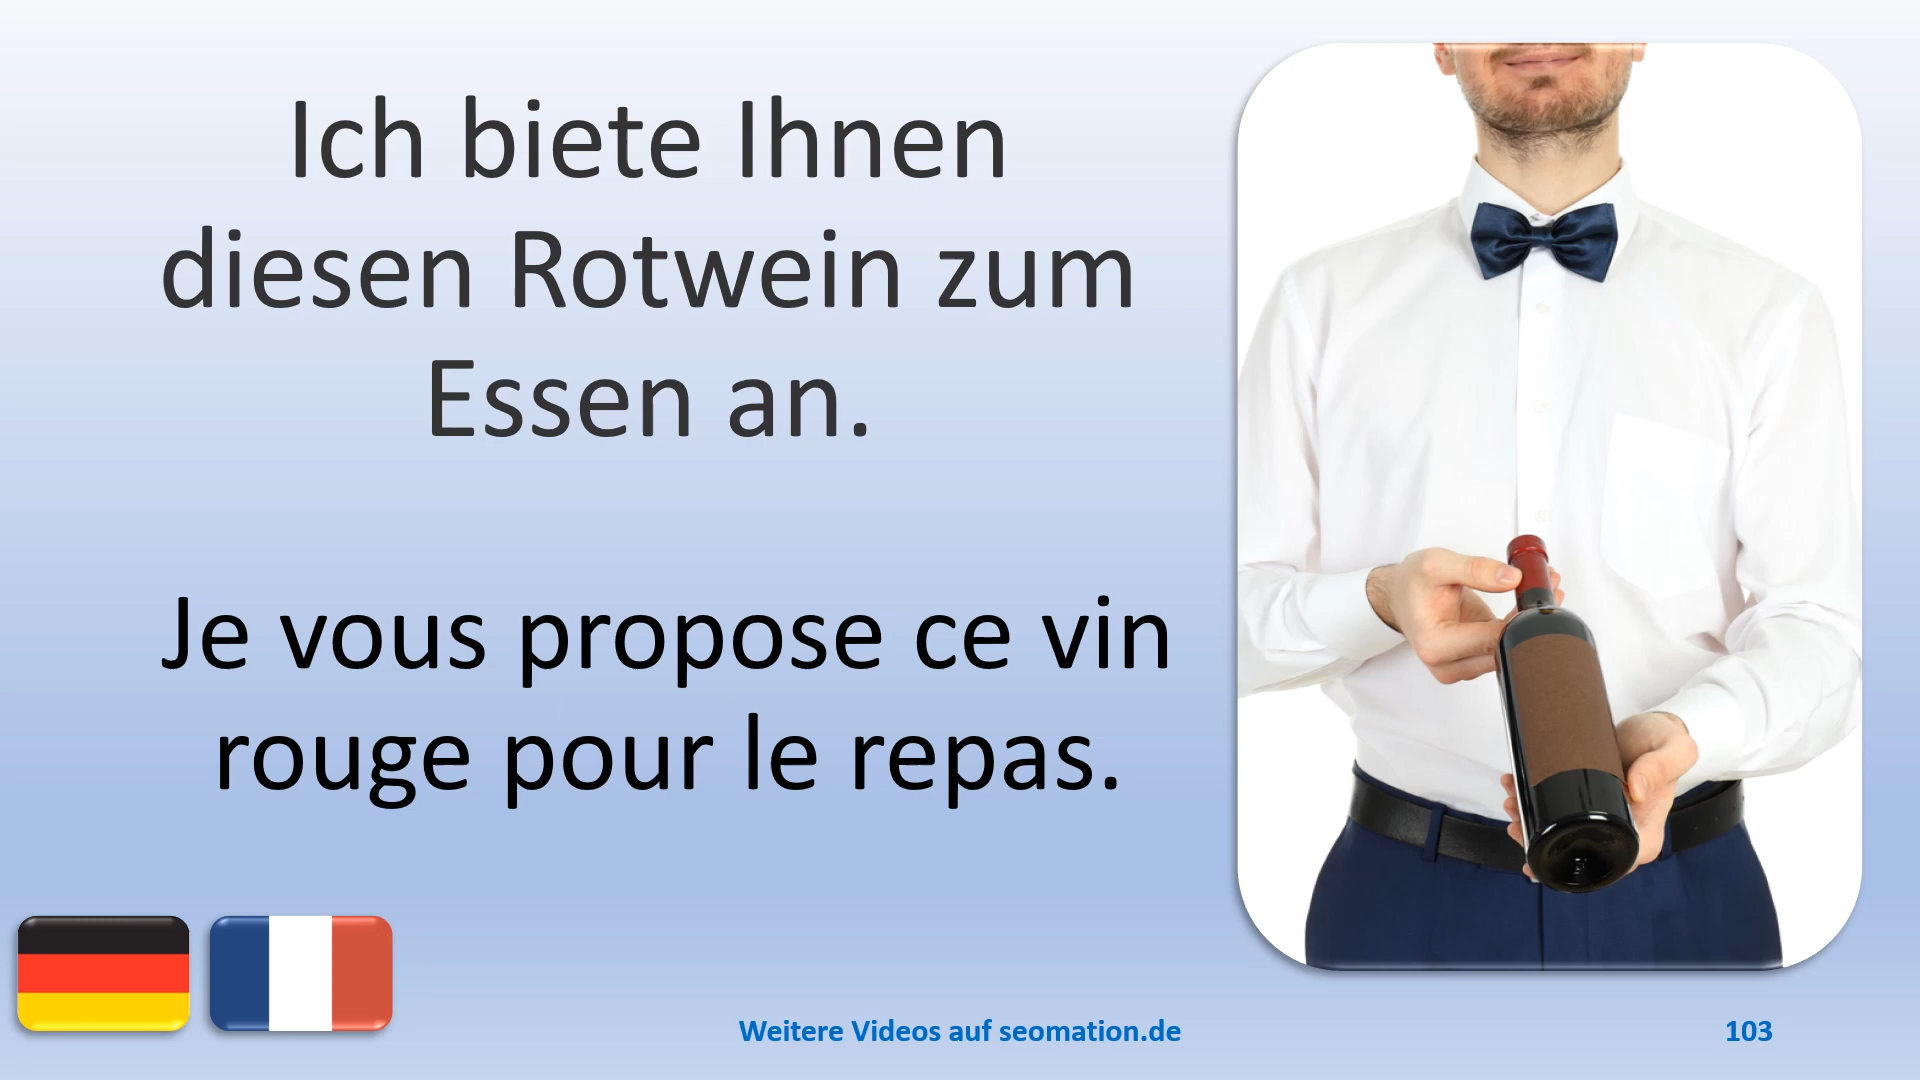 Ich biete Ihnen
diesen Rotwein zum
Essen an.
Je vous propose ce vin
rouge pour le repas.
Weitere Videos auf seomation.de
103